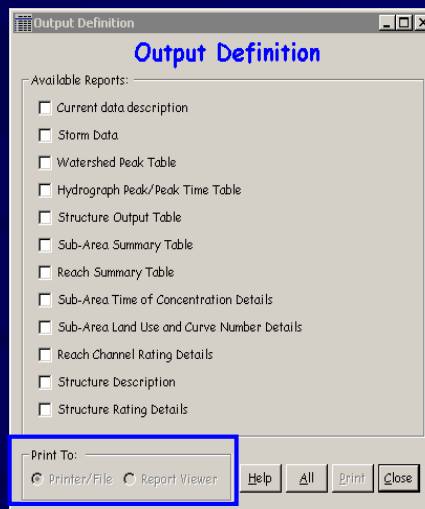 Output Definition
Output Definition
Available Reports:
Current data description
Storm Data
Watershed Peak Table
Hydrograph Peak/Peak Time Table
Structure Output Table
Sub-Area Summary Table
Reach Summary Table
Sub-Area Time of Concentration Details
Sub-Area Land Use and Curve Number Details
Reach Channel Rating Details
Structure Description
Structure Rating Details
Print To:
Printer/File Report Viewer Help All Print Close